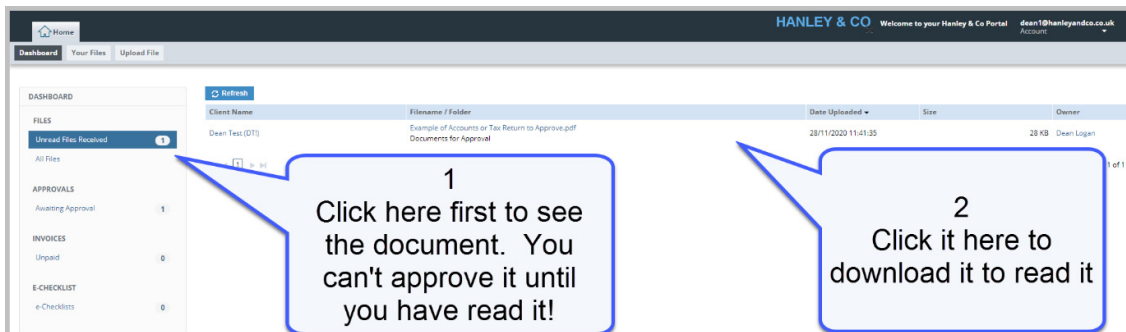 Home
HANLEY & CO Welcome to your Hanley & Co Portal dean1@hanleyandco.co.uk
Account
Dashboard Your Files Upload File
DASHBOARD
Refresh
Client Name Filename / Folder Date Uploaded Size Owner
FILES
Dean Test (DTI) Example of Accounts or Tax Return to Approve.pdf 28/11/2020 11:41:35 28 KB Dean Logan
Documents for Approval
Unread Files Received 1
All Files
1
1 of 1
APPROVALS
Awaiting Approval 1
INVOICES
Unpaid 0
E-CHECKLIST
e-Checklists 0
1
Click here first to see
the document. You
can't approve it until
you have read it!
2
Click it here to
download it to read it